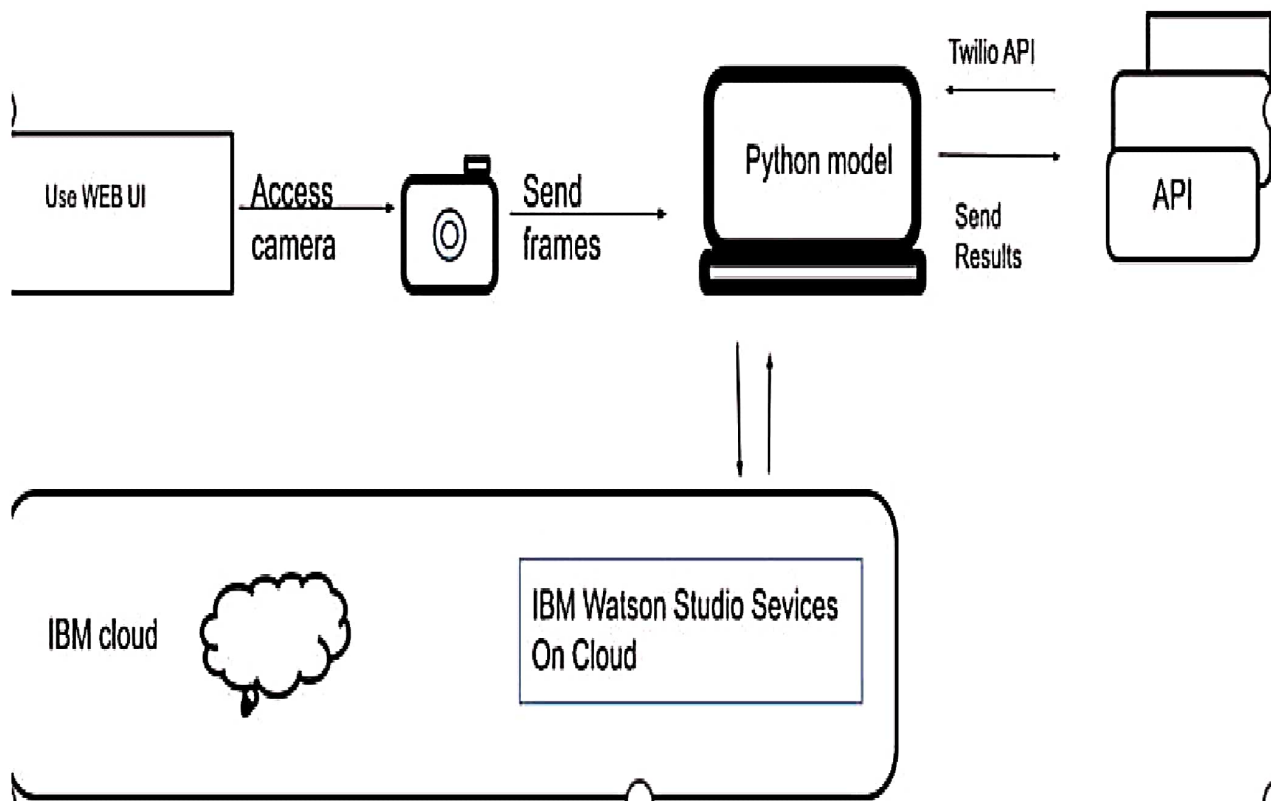 Twilio API
Use WEB UI
Access
camera
Send
frames
Python model
Send
Results
API
IBM cloud
IBM Watson Studio Sevices
On Cloud